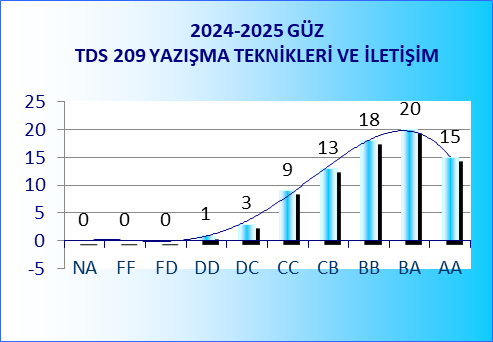 2024-2025 GÜZ
TDS 209 YAZIŞMA TEKNİKLERİ VE İLETİŞİM
25
20
15
10
5
0
-5
0 0 0 1 3 9 13 18 20 15
NA FF FD DD DC CC CB BB BA AA